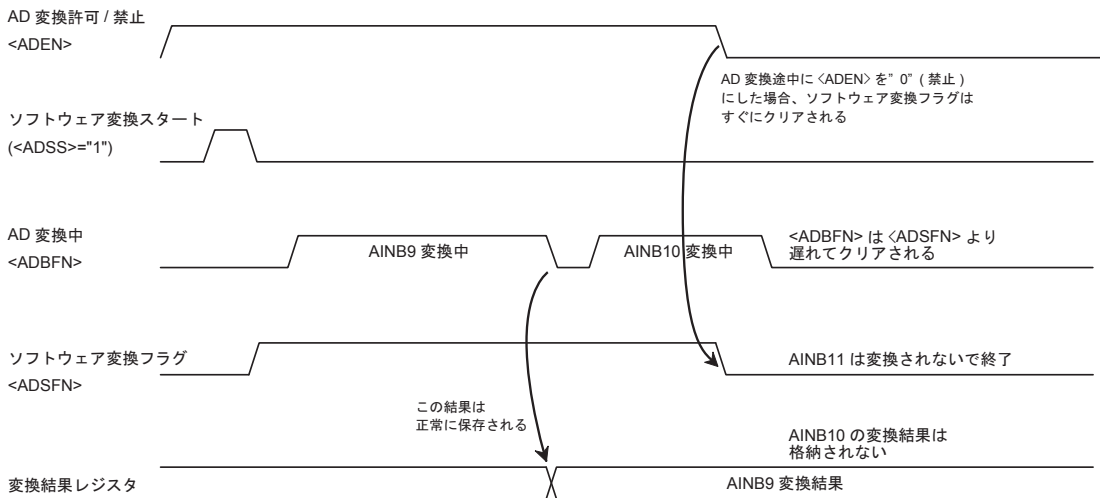 AD 変換許可 / 禁止
<ADEN>
AD 変換途中に〈ADEN〉を” 0” ( 禁止 )
にした場合、ソフトウェア変換フラグは
すぐにクリアされる
ソフトウェア変換スタート
(<ADSS>="1")
AD 変換中
<ADBFN>
AINB9 変換中
AINB10 変換中
<ADBFN> は〈ADSFN〉より
遅れてクリアされる
ソフトウェア変換フラグ
<ADSFN>
AINB11 は変換されないで終了
この結果は
正常に保存される
AINB10 の変換結果は
格納されない
変換結果レジスタ
AINB9 変換結果